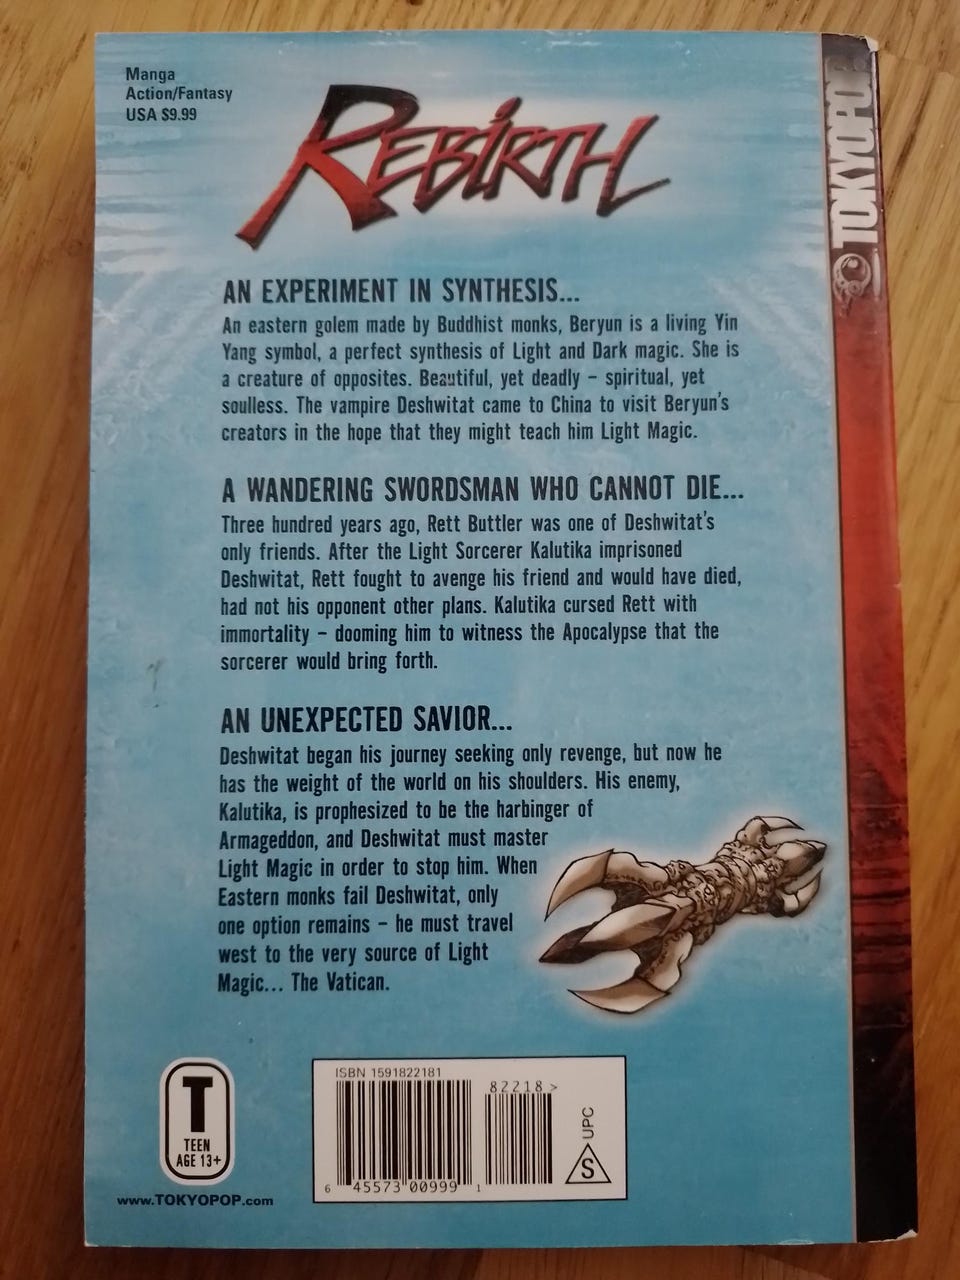 Manga
Action/Fantasy
USA $9.99
REBIRTH
TOKYOPOP
AN EXPERIMENT IN SYNTHESIS...
An eastern golem made by Buddhist monks, Beryun is a living Yin
Yang symbol, a perfect synthesis of Light and Dark magic. She is
a creature of opposites. Beautiful, yet deadly – spiritual, yet
soulless. The vampire Deshwitat came to China to visit Beryun's
creators in the hope that they might teach him Light Magic.
A WANDERING SWORDSMAN WHO CANNOT DIE...
Three hundred years ago, Rett Buttler was one of Deshwitat's
only friends. After the Light Sorcerer Kalutika imprisoned
Deshwitat, Rett fought to avenge his friend and would have died,
had not his opponent other plans. Kalutika cursed Rett with
immortality – dooming him to witness the Apocalypse that the
sorcerer would bring forth.
AN UNEXPECTED SAVIOR...
Deshwitat began his journey seeking only revenge, but now he
has the weight of the world on his shoulders. His enemy,
Kalutika, is prophesized to be the harbinger of
Armageddon, and Deshwitat must master
Light Magic in order to stop him. When
Eastern monks fail Deshwitat, only
one option remains – he must travel
west to the very source of Light
Magic... The Vatican.
T
TEEN
AGE 13+
www.TOKYOPOP.com
ISBN 1591822181
82218 >
6 45573 00999 1
UPC
S